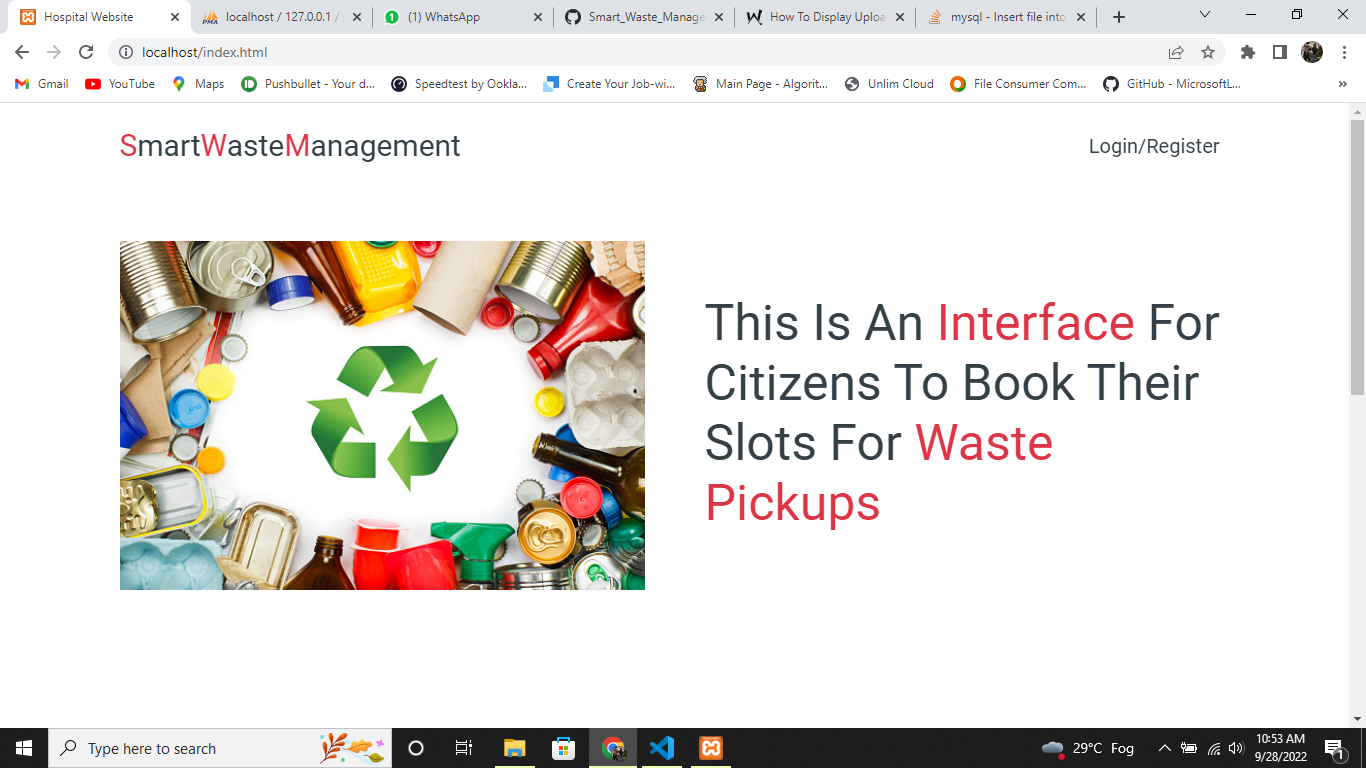 Hospital Website
localhost / 127.0.0.1 /
(1) WhatsApp
Smart_Waste_Manage
How To Display Uploa
mysql - Insert file into
localhost/index.html
Gmail
YouTube
Maps
Pushbullet - Your d...
Speedtest by Ookla...
Create Your Job-wi...
Main Page - Algorit...
Unlim Cloud
File Consumer Com...
GitHub - MicrosoftL...
»
SmartWasteManagement
Login/Register
This Is An Interface For
Citizens To Book Their
Slots For Waste
Pickups
Type here to search
29°C Fog
10:53 AM
9/28/2022
1